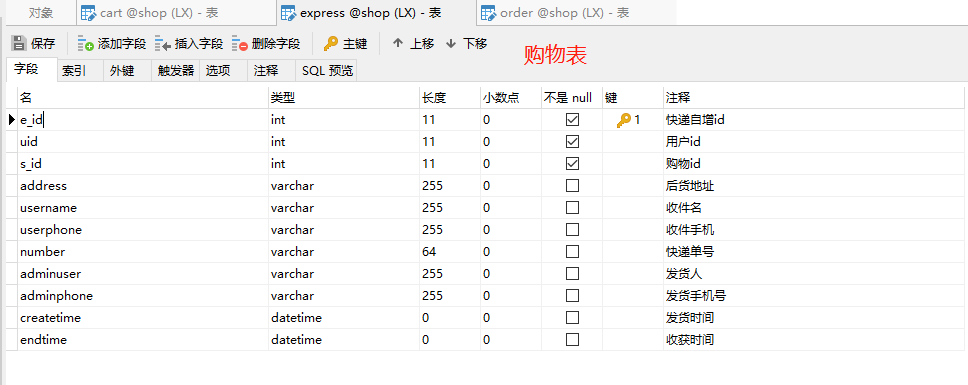 对象 cart @shop (LX) - 表 express @shop (LX) - 表 order @shop (LX) - 表
保存 添加字段 插入字段 删除字段 主键 上移 下移
购物表
字段 索引 外键 触发器 选项 注释 SQL 预览
名 类型 长度 小数点 不是 null 键 注释
e_id int 11 0 1 快递自增id
uid int 11 0 用户id
s_id int 11 0 购物id
address varchar 255 0 后货地址
username varchar 255 0 收件名
userphone varchar 255 0 收件手机
number varchar 64 0 快递单号
adminuser varchar 255 0 发货人
adminphone varchar 255 0 发货手机号
createtime datetime 0 0 发货时间
endtime datetime 0 0 收获时间